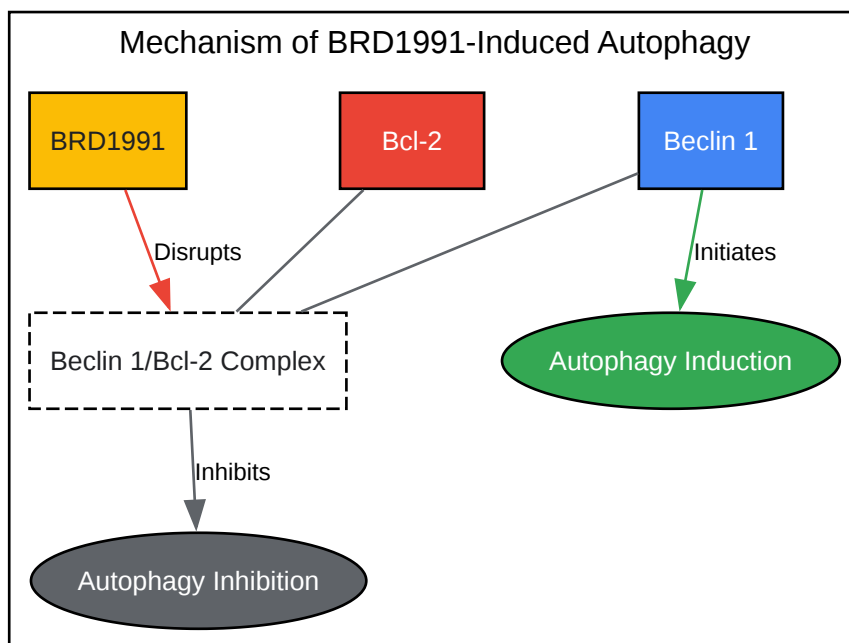 Mechanism of BRD1991-Induced Autophagy
BRD1991
Bcl-2
Beclin 1
Disrupts
Initiates
Beclin 1/Bcl-2 Complex
Autophagy Induction
Inhibits
Autophagy Inhibition